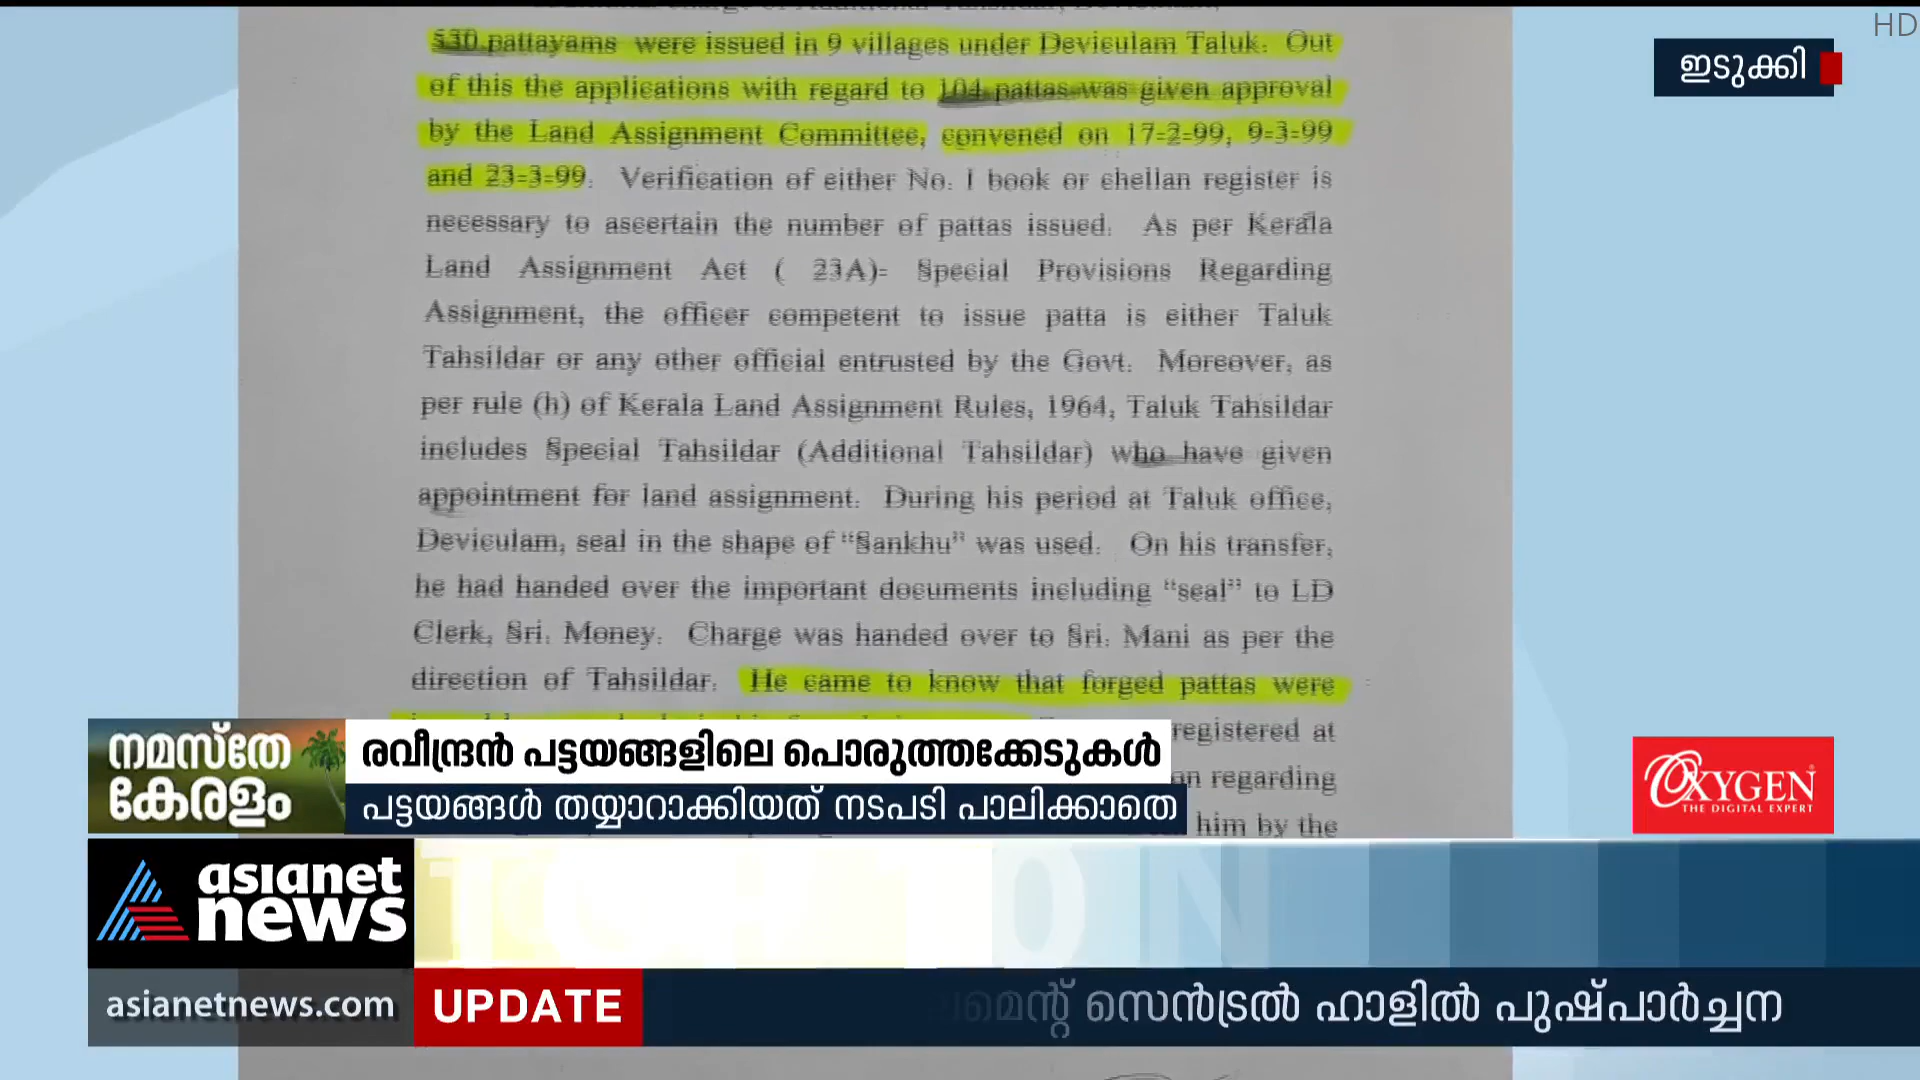 HD
ഇടുക്കി
530 pattayams were issued in 9 villages under Deviculam Taluk. Out
of this the applications with regard to 104 pattas was given approval
by the Land Assignment Committee, convened on 17-2-99, 9-3-99
and 23-3-99. Verification of either No. I book or chellan register is
necessary to ascertain the number of pattas issued. As per Kerala
Land Assignment Act ( 23A)- Special Provisions Regarding
Assignment, the officer competent to issue patta is either Taluk
Tahsildar or any other official entrusted by the Govt. Moreover, as
per rule (h) of Kerala Land Assignment Rules, 1964, Taluk Tahsildar
includes Special Tahsildar (Additional Tahsildar) who have given
appointment for land assignment. During his period at Taluk office,
Deviculam, seal in the shape of “Sankhu” was used. On his transfer,
he had handed over the important documents including “seal” to LD
Clerk, Sri. Money. Charge was handed over to Sri. Mani as per the
direction of Tahsildar. He came to know that forged pattas were
registered at
regarding
him by the
നമസ്തേ
കേരളം
രവീന്ദ്രൻ പട്ടയങ്ങളിലെ പൊരുത്തക്കേടുകൾ
പട്ടയങ്ങൾ തയ്യാറാക്കിയത് നടപടി പാലിക്കാതെ
OXYGEN
THE DIGITAL EXPERT
asianet
news
asianetnews.com
UPDATE
സെൻട്രൽ ഹാളിൽ പുഷ്പാർച്ചന